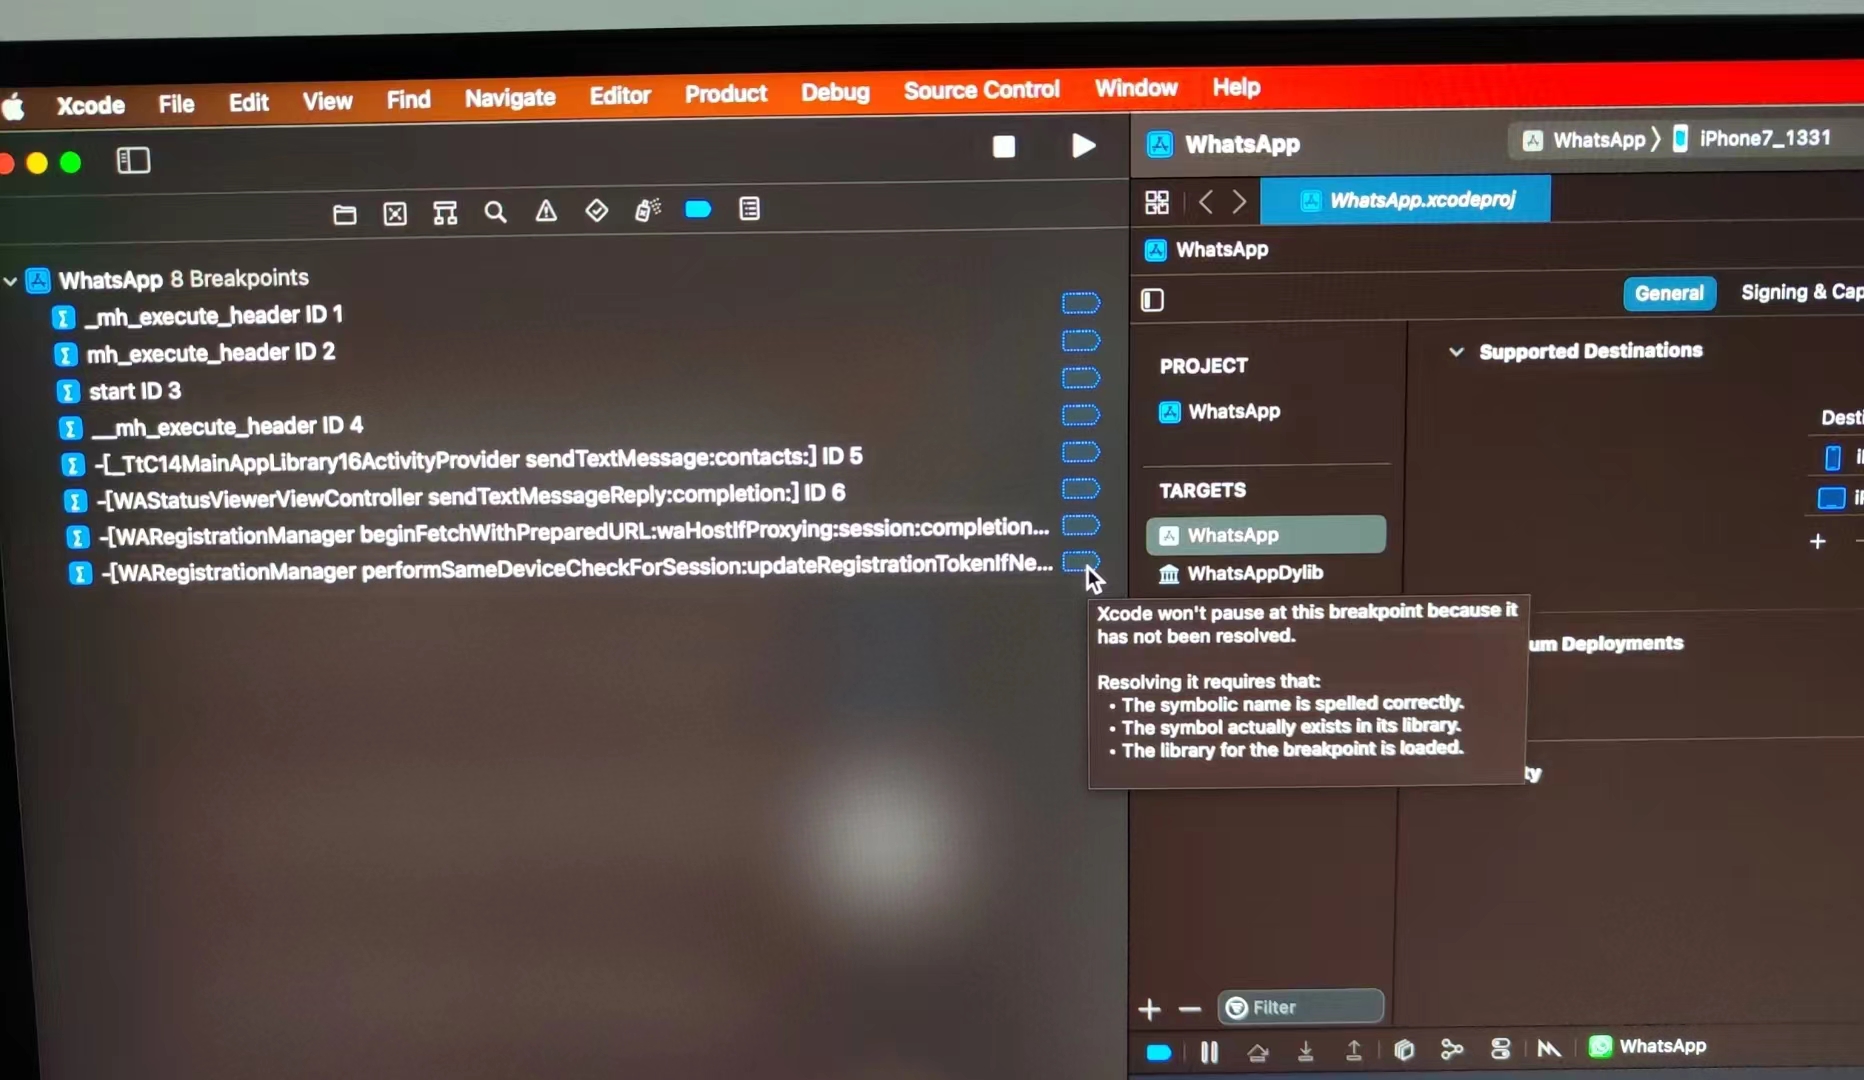 Xcode File Edit View Find Navigate Editor Product Debug Source Control Window Help
WhatsApp
WhatsApp 〉 iPhone7_1331
WhatsApp.xcodeproj
WhatsApp
WhatsApp 8 Breakpoints
_mh_execute_header ID 1
mh_execute_header ID 2
start ID 3
__mh_execute_header ID 4
-[_TtC14MainAppLibrary16ActivityProvider sendTextMessage:contacts:] ID 5
-[WAStatusViewerViewController sendTextMessageReply:completion:] ID 6
-[WARegistrationManager beginFetchWithPreparedURL:waHostIfProxying:session:completion...
-[WARegistrationManager performSameDeviceCheckForSession:updateRegistrationTokenIfNe...
General Signing & Cap
PROJECT
WhatsApp
TARGETS
WhatsApp
WhatsAppDylib
Supported Destinations
Desti
Xcode won't pause at this breakpoint because it
has not been resolved.
Resolving it requires that:
• The symbolic name is spelled correctly.
• The symbol actually exists in its library.
• The library for the breakpoint is loaded.
um Deployments
ty
Filter
WhatsApp